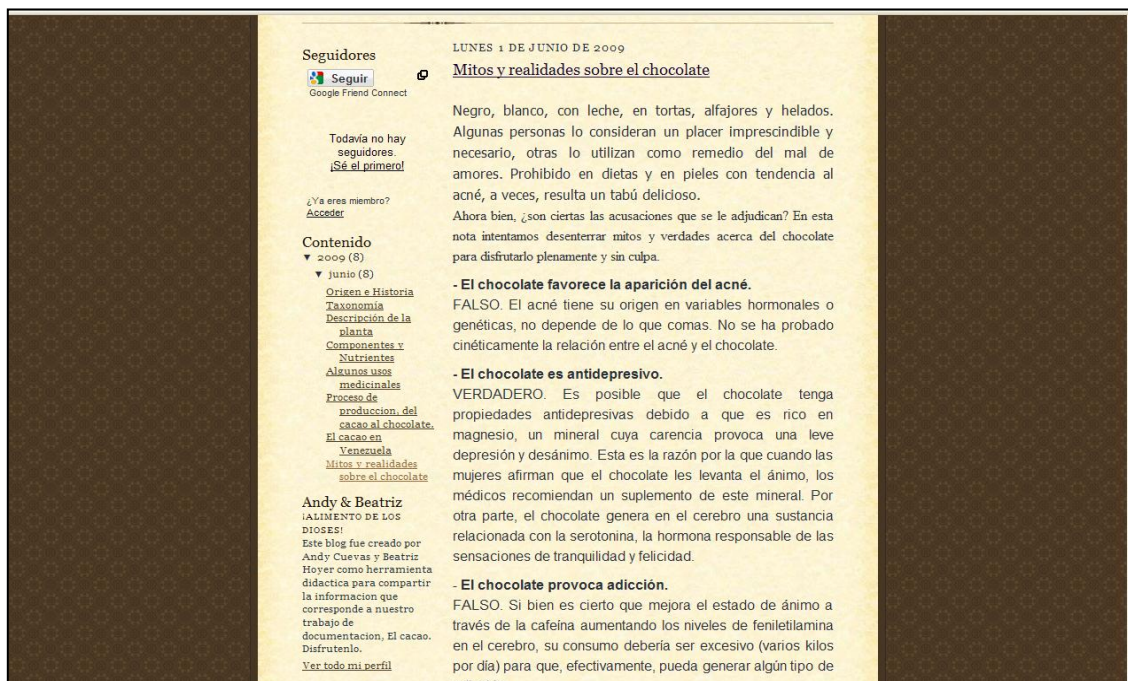 Seguidores
Seguir
Google Friend Connect
Todavía no hay
seguidores.
¡Sé el primero!
¿Ya eres miembro?
Acceder
Contenido
▼ 2009 (8)
▼ junio (8)
Origen e Historia
Taxonomía
Descripción de la
planta
Componentes y
Nutrientes
Algunos usos
medicinales
Proceso de
produccion, del
cacao al chocolate.
El cacao en
Venezuela
Mitos y realidades
sobre el chocolate
Andy & Beatriz
¡ALIMENTO DE LOS
DIOSES!
Este blog fue creado por
Andy Cuevas y Beatriz
Hoyer como herramienta
didactica para compartir
la informacion que
corresponde a nuestro
trabajo de
documentacion, El cacao.
Disfrutenlo.
Ver todo mi perfil
LUNES 1 DE JUNIO DE 2009
Mitos y realidades sobre el chocolate
Negro, blanco, con leche, en tortas, alfajores y helados.
Algunas personas lo consideran un placer imprescindible y
necesario, otras lo utilizan como remedio del mal de
amores. Prohibido en dietas y en pieles con tendencia al
acné, a veces, resulta un tabú delicioso.
Ahora bien, ¿son ciertas las acusaciones que se le adjudican? En esta
nota intentamos desenterrar mitos y verdades acerca del chocolate
para disfrutarlo plenamente y sin culpa.
- El chocolate favorece la aparición del acné.
FALSO. El acné tiene su origen en variables hormonales o
genéticas, no depende de lo que comas. No se ha probado
cinéticamente la relación entre el acné y el chocolate.
- El chocolate es antidepresivo.
VERDADERO. Es posible que el chocolate tenga
propiedades antidepresivas debido a que es rico en
magnesio, un mineral cuya carencia provoca una leve
depresión y desánimo. Esta es la razón por la que cuando las
mujeres afirman que el chocolate les levanta el ánimo, los
médicos recomiendan un suplemento de este mineral. Por
otra parte, el chocolate genera en el cerebro una sustancia
relacionada con la serotonina, la hormona responsable de las
sensaciones de tranquilidad y felicidad.
- El chocolate provoca adicción.
FALSO. Si bien es cierto que mejora el estado de ánimo a
través de la cafeína aumentando los niveles de feniletilamina
en el cerebro, su consumo debería ser excesivo (varios kilos
por día) para que, efectivamente, pueda generar algún tipo de